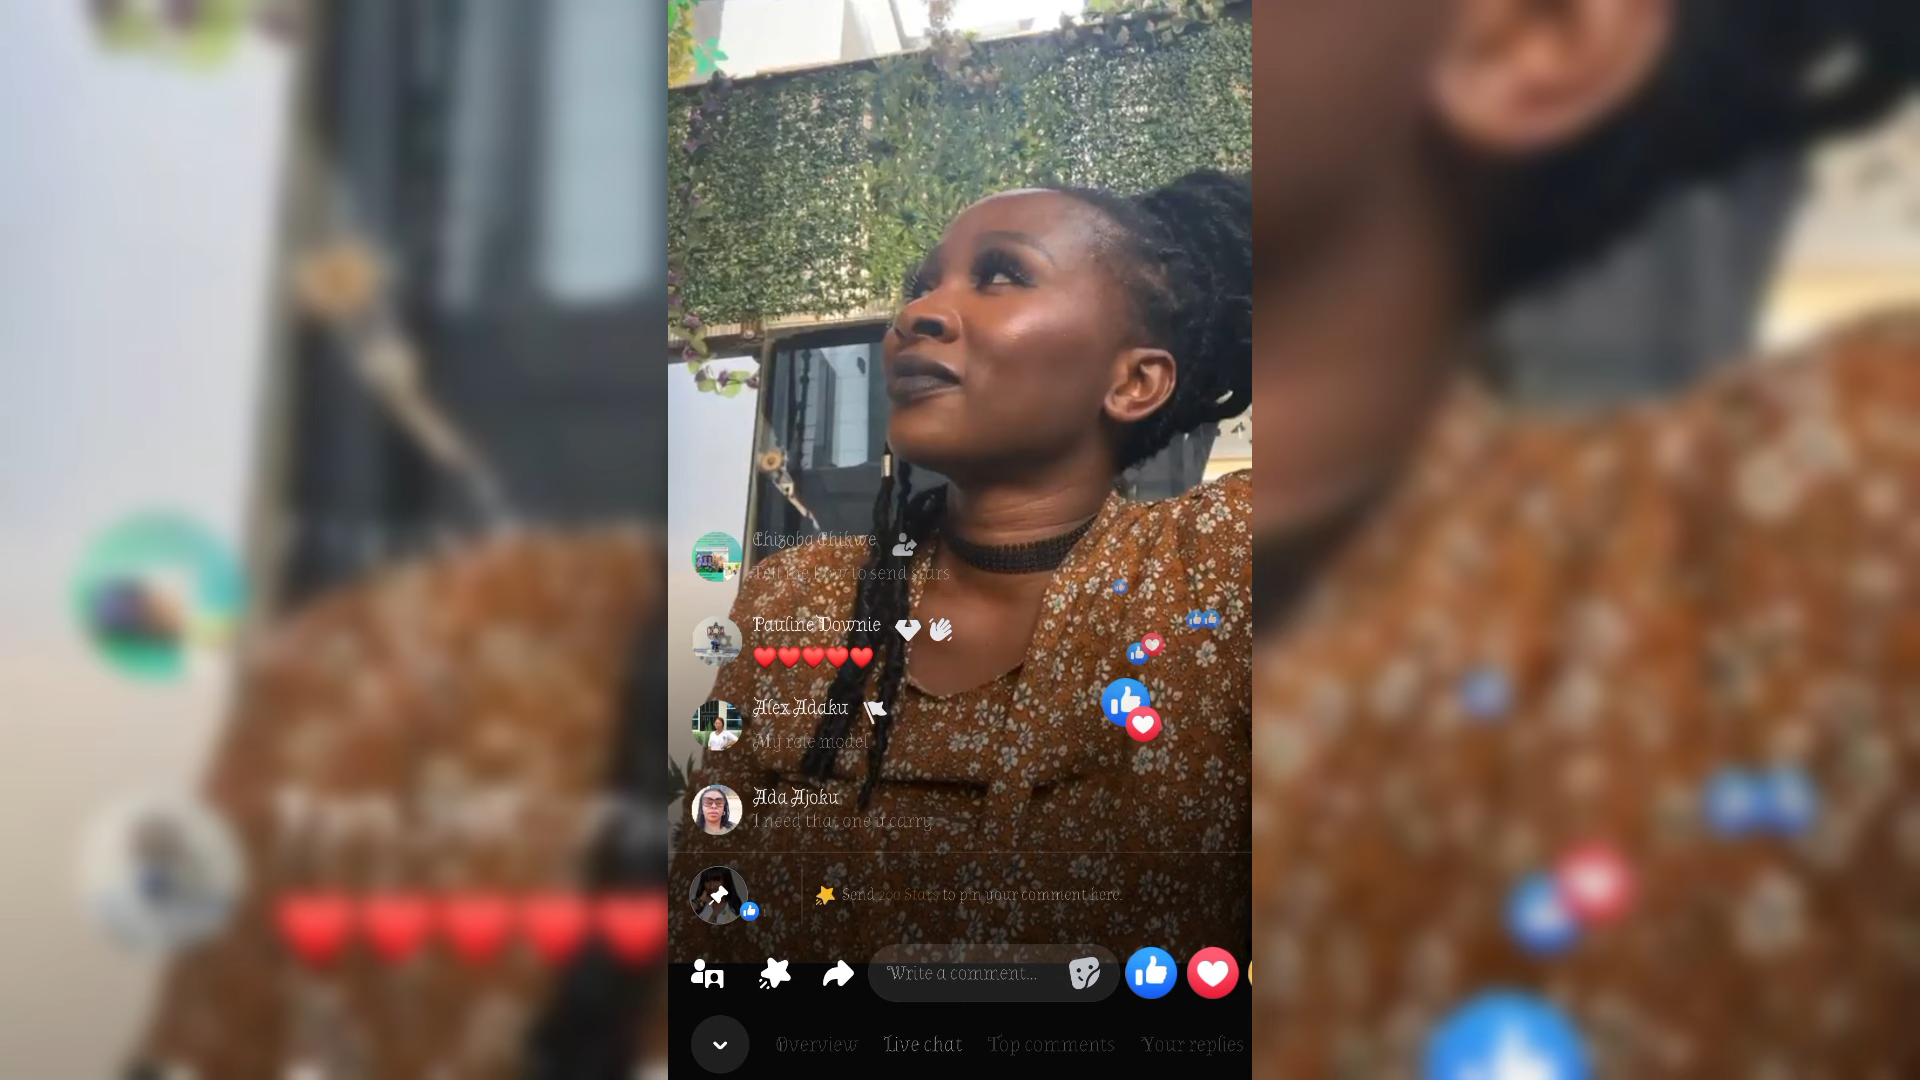 Chizoba Chikwe
Tell me how to send stars
Pauline Downie
Alex Adaku
My role model
Ada Ajoku
I need that one u carry
Send 200 Stars to pin your comment here.
Write a comment...
Overview
Live chat
Top comments
Your replies